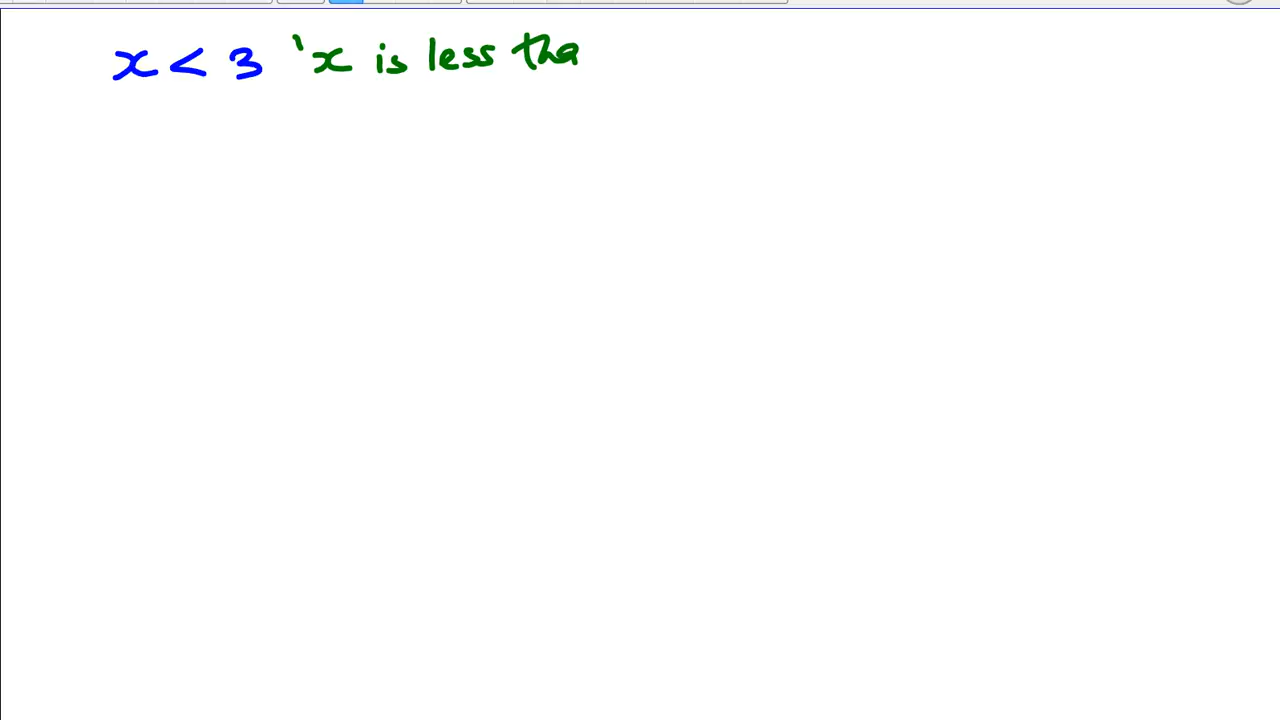 x < 3 'x is less tha